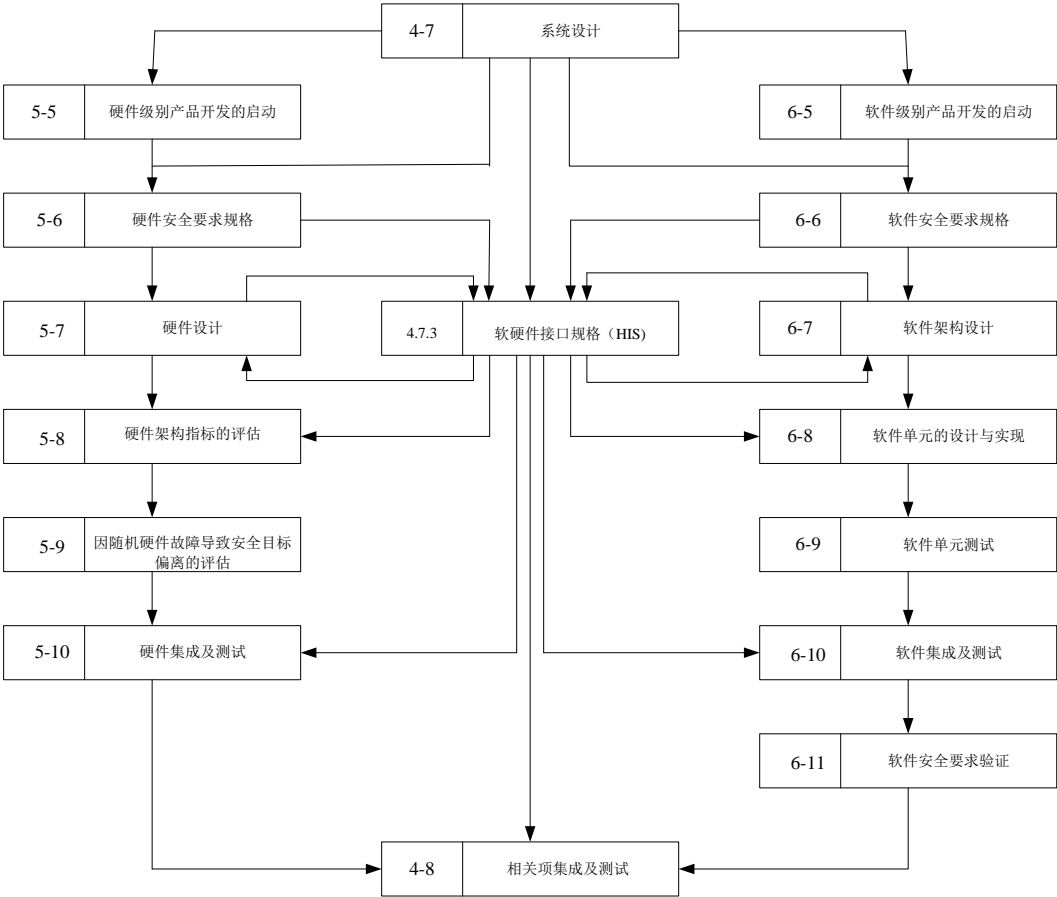 4-7 系统设计
5-5 硬件级别产品开发的启动
6-5 软件级别产品开发的启动
5-6 硬件安全要求规格
6-6 软件安全要求规格
5-7 硬件设计
4.7.3 软硬件接口规格（HIS)
6-7 软件架构设计
5-8 硬件架构指标的评估
6-8 软件单元的设计与实现
5-9 因随机硬件故障导致安全目标
偏离的评估
6-9 软件单元测试
5-10 硬件集成及测试
6-10 软件集成及测试
6-11 软件安全要求验证
4-8 相关项集成及测试